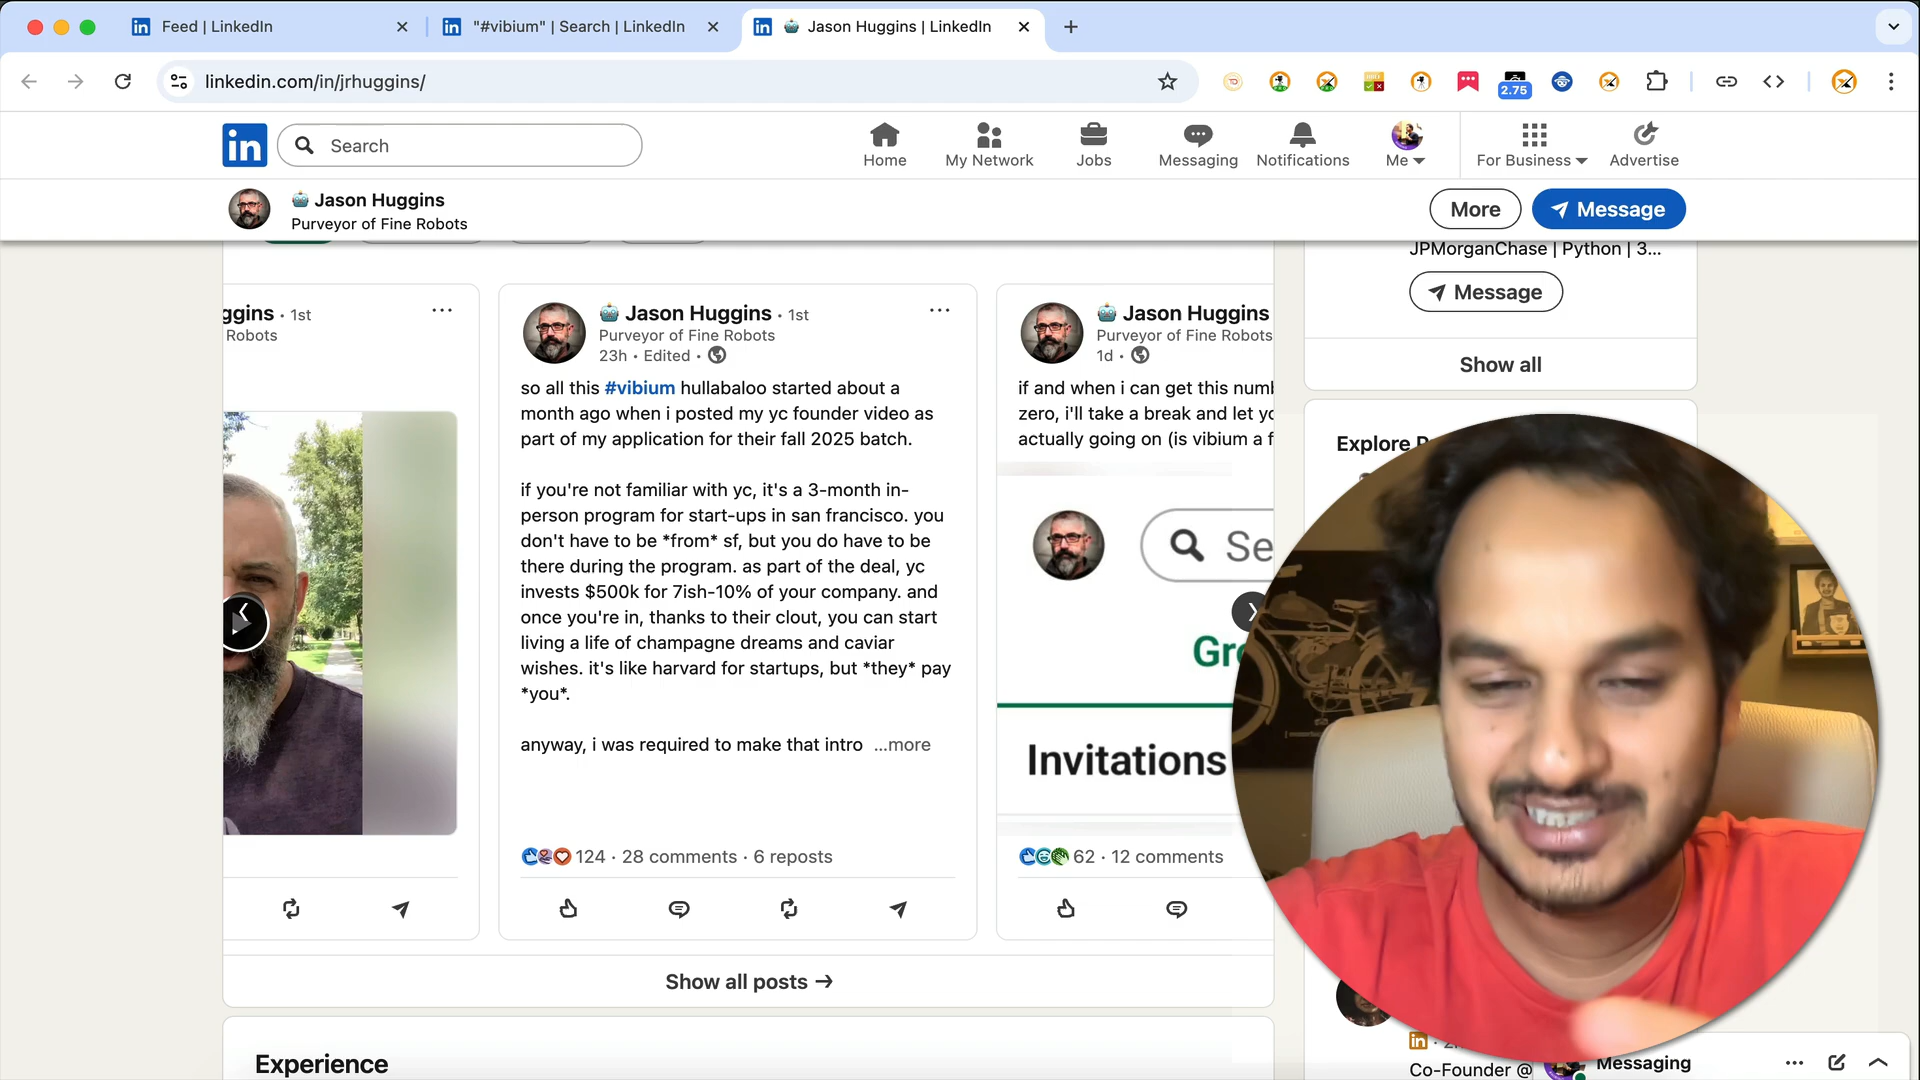 Feed | LinkedIn
"#vibium" | Search | LinkedIn
Jason Huggins | LinkedIn
linkedin.com/in/jrhuggins/
2.75
in
Search
Home
My Network
Jobs
Messaging
Notifications
Me
For Business
Advertise
Jason Huggins
Purveyor of Fine Robots
More
Message
ggins • 1st
Robots
Jason Huggins • 1st
Purveyor of Fine Robots
23h • Edited •
so all this #vibium hullabaloo started about a
month ago when i posted my yc founder video as
part of my application for their fall 2025 batch.
if you're not familiar with yc, it's a 3-month in-
person program for start-ups in san francisco. you
don't have to be *from* sf, but you do have to be
there during the program. as part of the deal, yc
invests $500k for 7ish-10% of your company. and
once you're in, thanks to their clout, you can start
living a life of champagne dreams and caviar
wishes. it's like harvard for startups, but *they* pay
*you*.
anyway, i was required to make that intro ...more
124 · 28 comments · 6 reposts
Jason Huggins
Purveyor of Fine Robots
1d •
if and when i can get this numb
zero, i'll take a break and let yo
actually going on (is vibium a f
Se
Gro
Invitations
62 · 12 comments
Show all posts →
Experience
JPMorganChase | Python | 3...
Message
Show all
Explore
in
Co-Founder @
Messaging